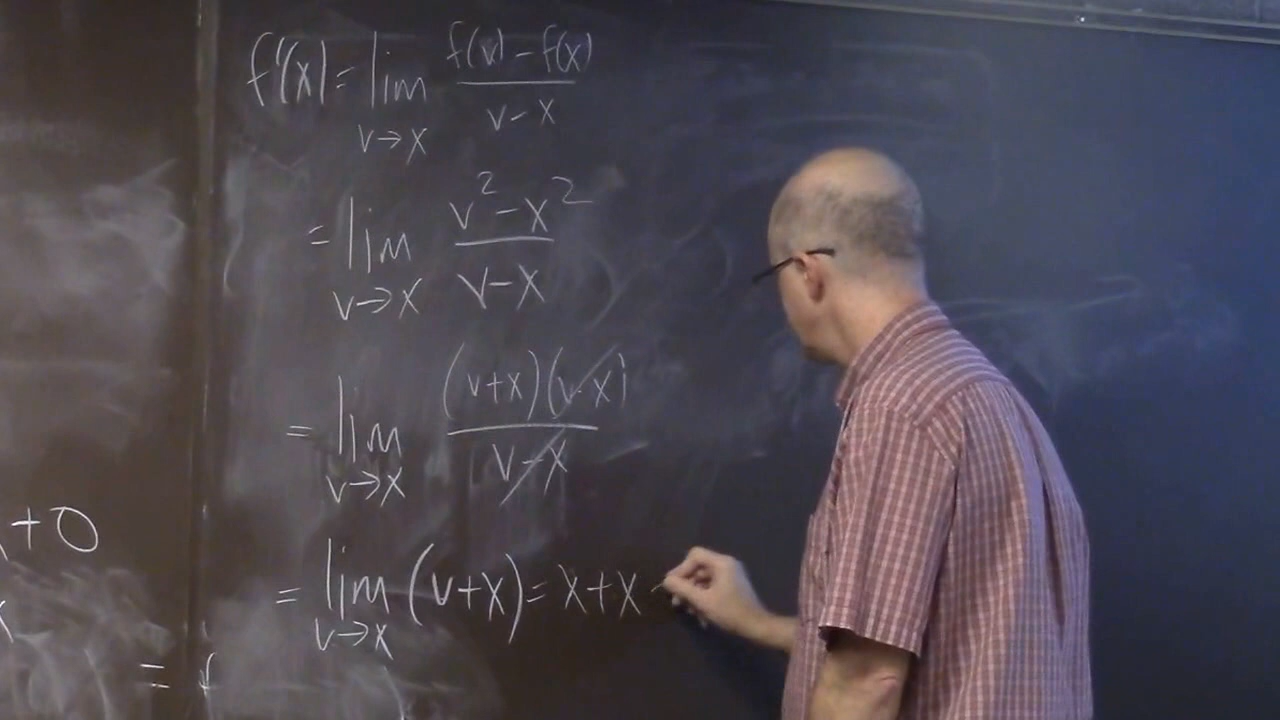 f'(x) = lim f(v) - f(x)
v→x v - x
= lim v² - x²
v→x v - x
= lim (v+x)(v-x)
v→x v - x
= lim (v+x) = x+x
v→x
+0
x
=